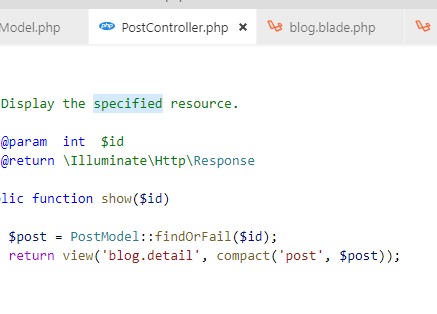 Model.php PostController.php × blog.blade.php
Display the specified resource.
@param int $id
@return \Illuminate\Http\Response
lic function show($id)
$post = PostModel::findOrFail($id);
return view('blog.detail', compact('post', $post));